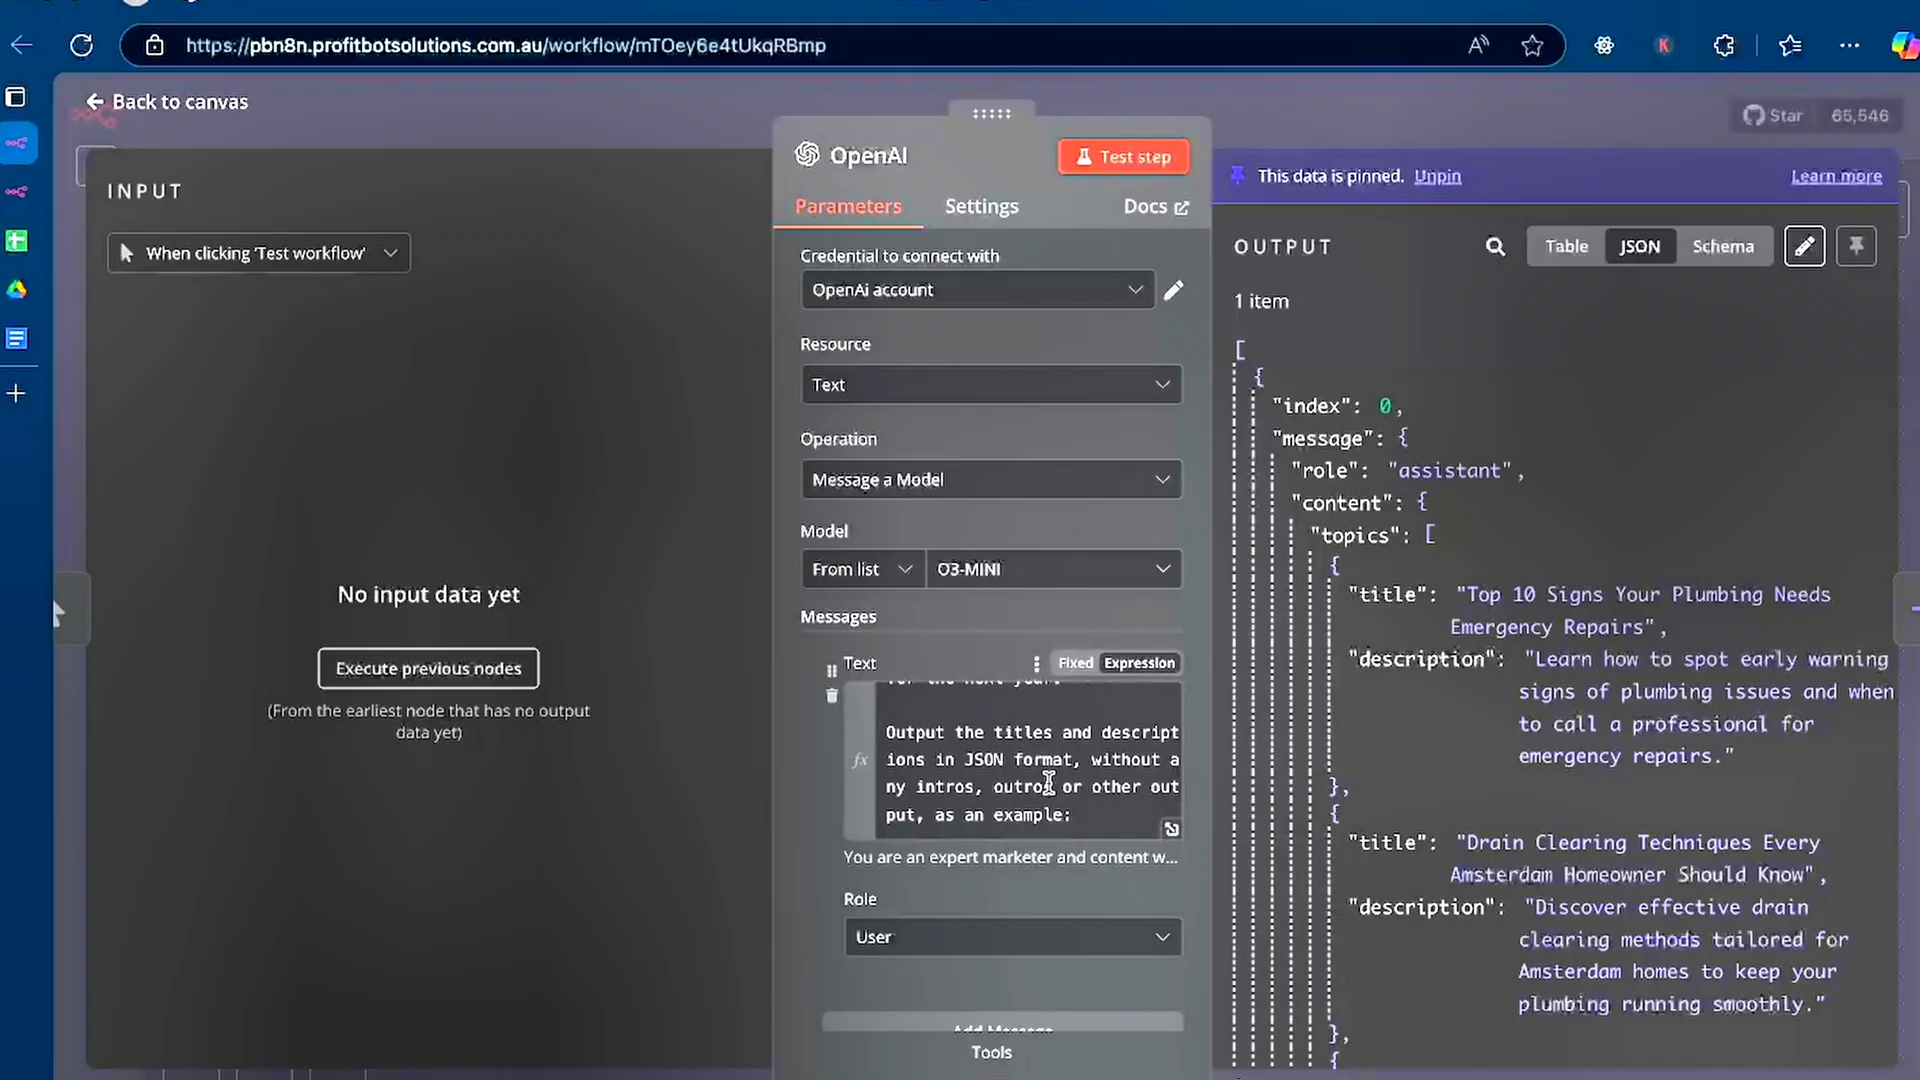 https://pbn8n.profitbotsolutions.com.au/workflow/mTOey6e4tUkqRBmp
Back to canvas
Star 65,546
INPUT
When clicking 'Test workflow'
No input data yet
Execute previous nodes
(From the earliest node that has no output
data yet)
OpenAI
Test step
Parameters
Settings
Docs
Credential to connect with
OpenAi account
Resource
Text
Operation
Message a Model
Model
From list
O3-MINI
Messages
Text
Fixed
Expression
for the next year.
Output the titles and descript
ions in JSON format, without a
ny intros, outros or other out
put, as an example:
fx
You are an expert marketer and content w...
Role
User
Add Message
Tools
This data is pinned. Unpin
Learn more
OUTPUT
Table
JSON
Schema
1 item
[
{
"index": 0,
"message": {
"role": "assistant",
"content": {
"topics": [
{
"title": "Top 10 Signs Your Plumbing Needs
Emergency Repairs",
"description": "Learn how to spot early warning
signs of plumbing issues and when
to call a professional for
emergency repairs."
},
{
"title": "Drain Clearing Techniques Every
Amsterdam Homeowner Should Know",
"description": "Discover effective drain
clearing methods tailored for
Amsterdam homes to keep your
plumbing running smoothly."
},
{